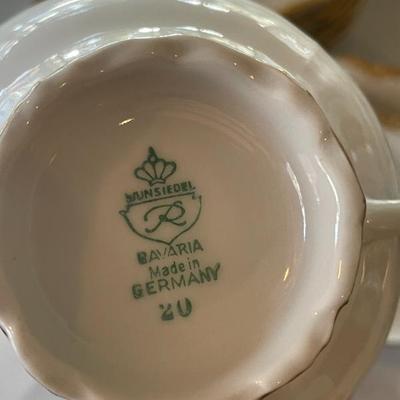 WUNSIEDEL
R
BAVARIA
Made in
GERMANY
20